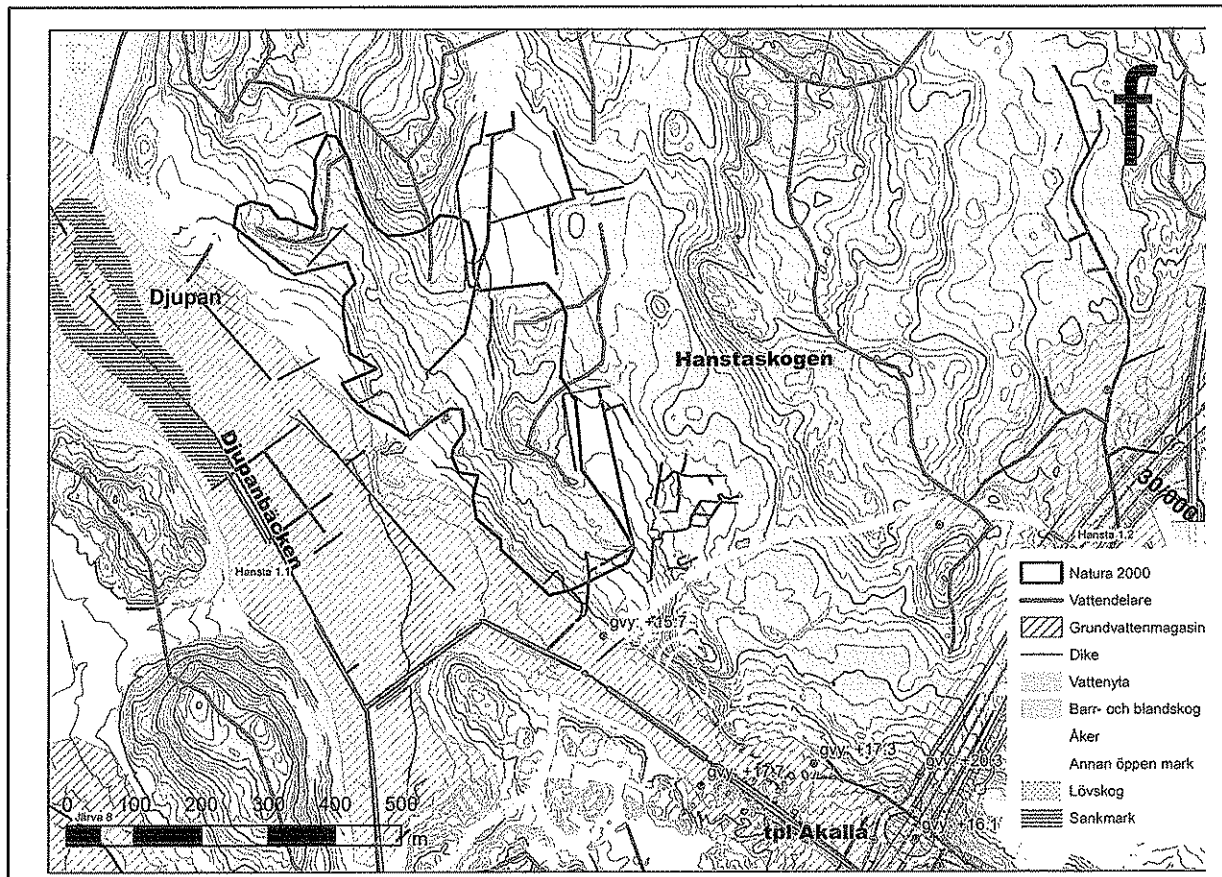 f
Djupan
Hanstaskogen
Djupanbäcken
30/000
Hansta 1.1
Hansta 1.2
gvy: +15.7
gvy: +17.3
gvy: +17.7
gvy: +20.3
gvy: +16.1
tpl Akalla
0 100 200 300 400 500
Järva 8
m
Natura 2000
Vattendelare
Grundvattenmagasin
Dike
Vattenyta
Barr- och blandskog
Åker
Annan öppen mark
Lövskog
Sankmark